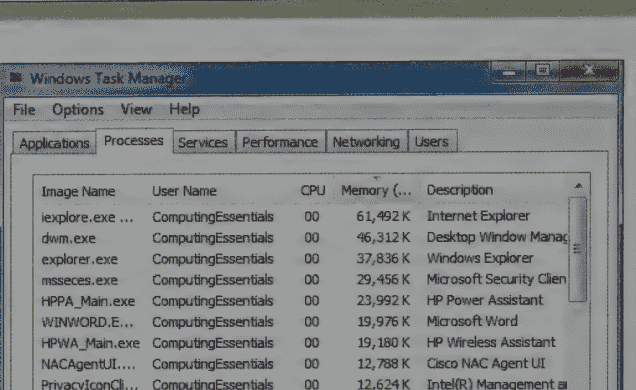 Windows Task Manager
File Options View Help
Applications Processes Services Performance Networking Users
Image Name User Name CPU Memory (... Description
iexplore.exe ... ComputingEssentials 00 61,492 K Internet Explorer
dwm.exe ComputingEssentials 00 46,312 K Desktop Window Manag
explorer.exe ComputingEssentials 00 37,836 K Windows Explorer
msseces.exe ComputingEssentials 00 29,456 K Microsoft Security Clien
HPPA_Main.exe ComputingEssentials 00 23,992 K HP Power Assistant
WINWORD.E... ComputingEssentials 00 19,976 K Microsoft Word
HPWA_Main.exe ComputingEssentials 00 19,180 K HP Wireless Assistant
NACAgentUI.... ComputingEssentials 00 12,788 K Cisco NAC Agent UI
PrivacyIconCli... ComputingEssentials 00 12,624 K Intel(R) Management a